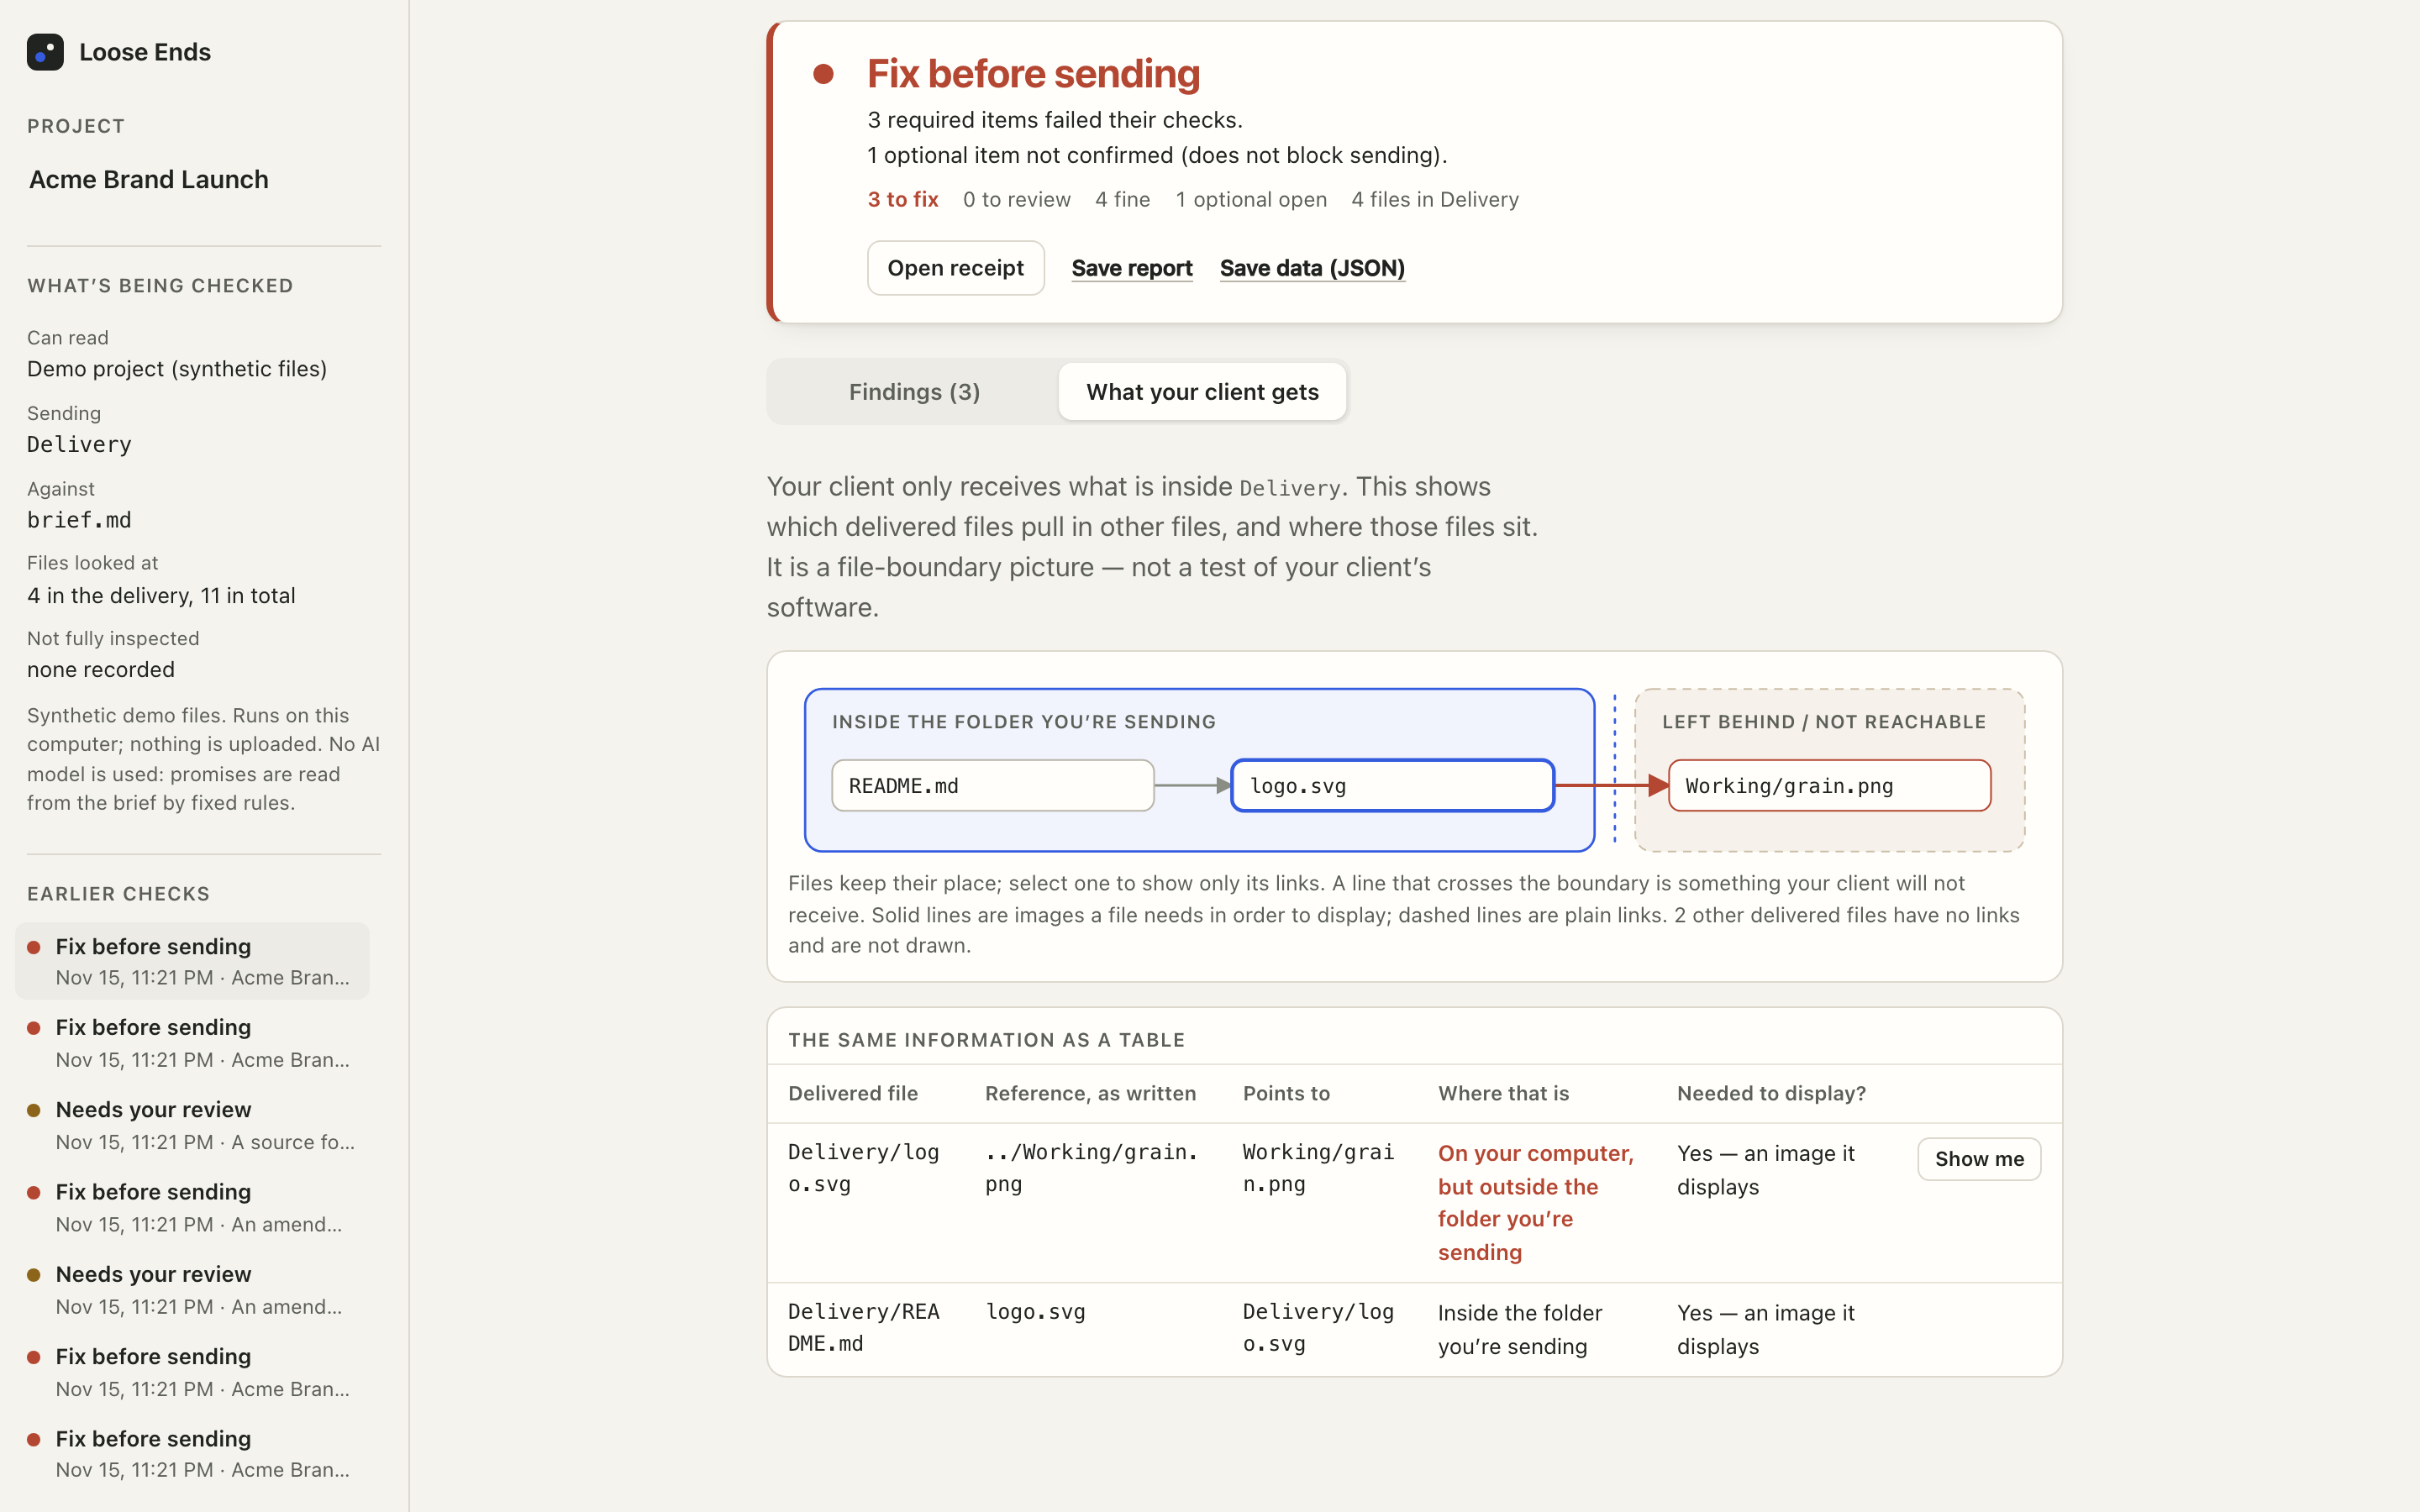 Loose Ends
PROJECT
Acme Brand Launch
WHAT’S BEING CHECKED
Can read
Demo project (synthetic files)
Sending
Delivery
Against
brief.md
Files looked at
4 in the delivery, 11 in total
Not fully inspected
none recorded
Synthetic demo files. Runs on this
computer; nothing is uploaded. No AI
model is used: promises are read
from the brief by fixed rules.
EARLIER CHECKS
Fix before sending
Nov 15, 11:21 PM · Acme Bran...
Fix before sending
Nov 15, 11:21 PM · Acme Bran...
Needs your review
Nov 15, 11:21 PM · A source fo...
Fix before sending
Nov 15, 11:21 PM · An amend...
Needs your review
Nov 15, 11:21 PM · An amend...
Fix before sending
Nov 15, 11:21 PM · Acme Bran...
Fix before sending
Nov 15, 11:21 PM · Acme Bran...
Fix before sending
3 required items failed their checks.
1 optional item not confirmed (does not block sending).
3 to fix 0 to review 4 fine 1 optional open 4 files in Delivery
Open receipt Save report Save data (JSON)
Findings (3) What your client gets
Your client only receives what is inside Delivery. This shows
which delivered files pull in other files, and where those files sit.
It is a file-boundary picture — not a test of your client’s
software.
INSIDE THE FOLDER YOU’RE SENDING
README.md
logo.svg
LEFT BEHIND / NOT REACHABLE
Working/grain.png
Files keep their place; select one to show only its links. A line that crosses the boundary is something your client will not
receive. Solid lines are images a file needs in order to display; dashed lines are plain links. 2 other delivered files have no links
and are not drawn.
THE SAME INFORMATION AS A TABLE
Delivered file Reference, as written Points to Where that is Needed to display?
Delivery/log
o.svg
../Working/grain.
png
Working/grai
n.png
On your computer,
but outside the
folder you’re
sending
Yes — an image it
displays
Show me
Delivery/REA
DME.md
logo.svg
Delivery/log
o.svg
Inside the folder
you’re sending
Yes — an image it
displays